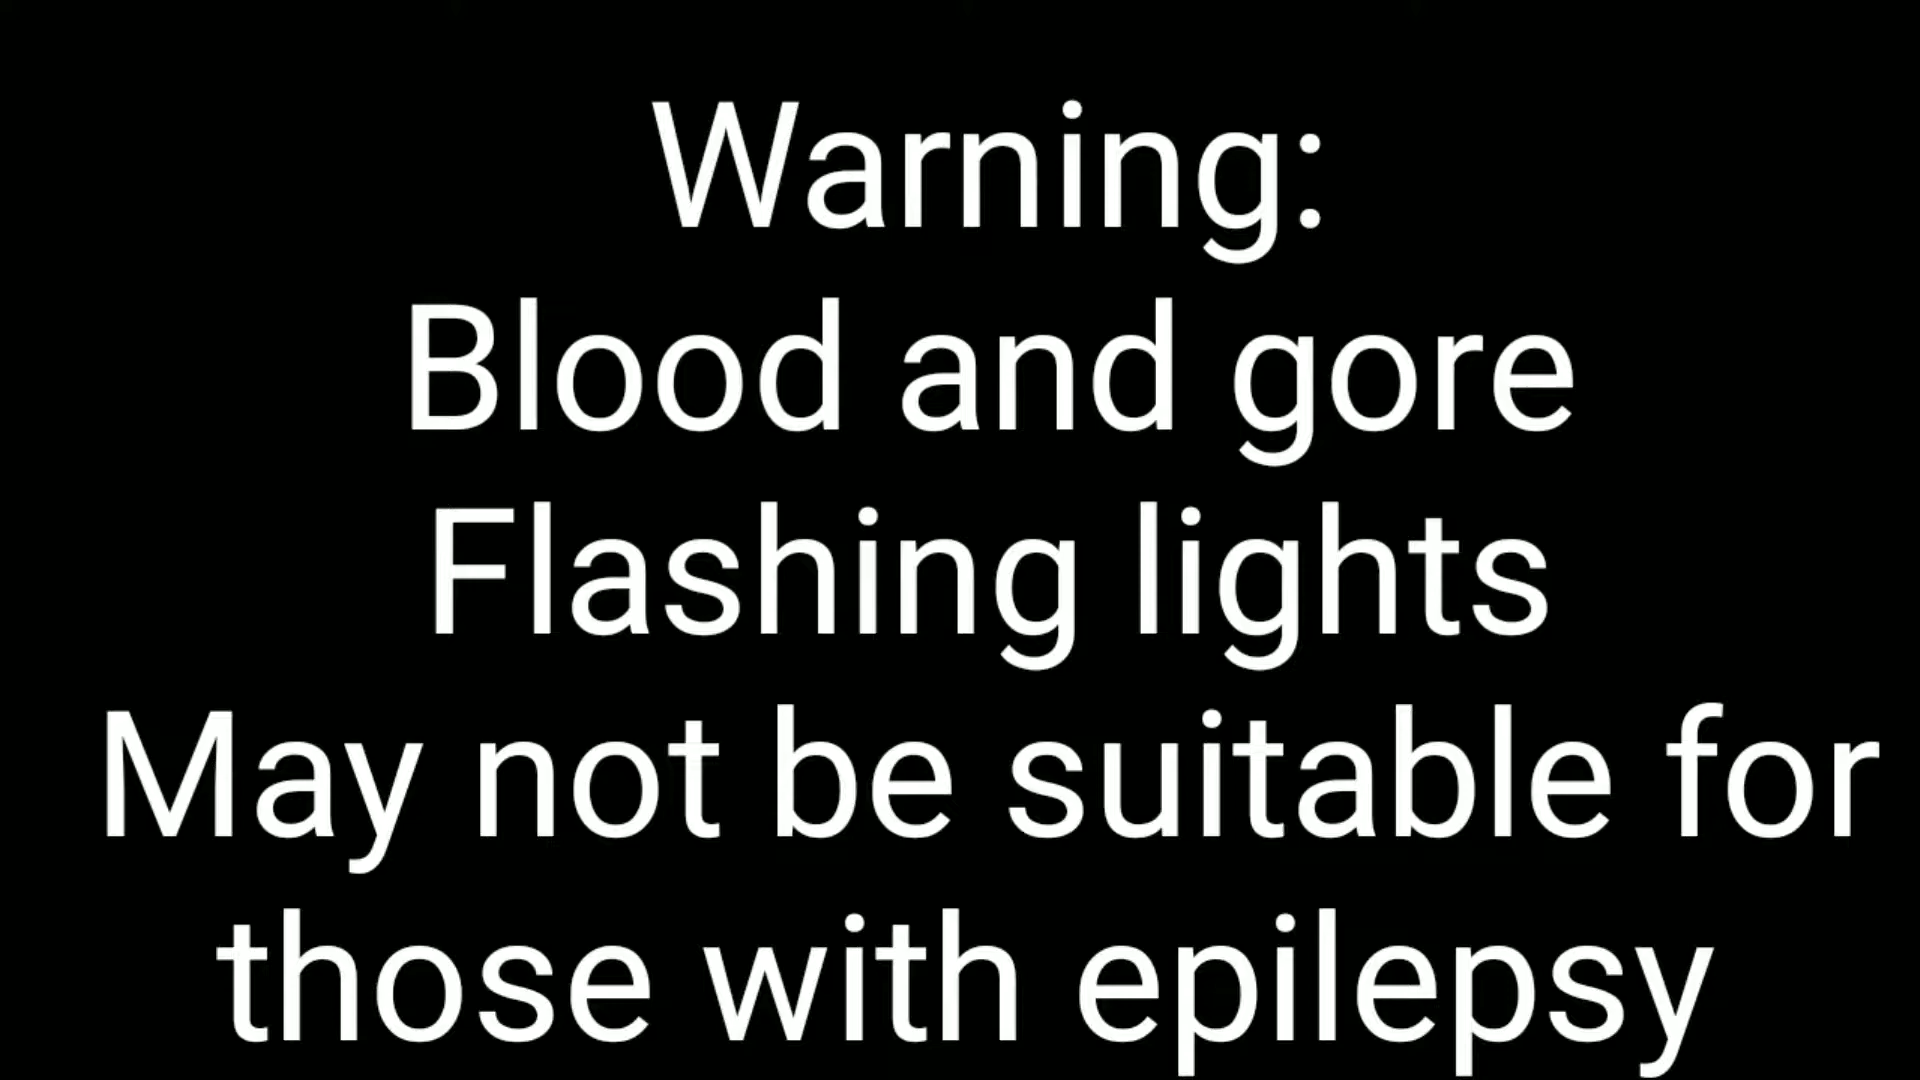 Warning:
Blood and gore
Flashing lights
May not be suitable for
those with epilepsy